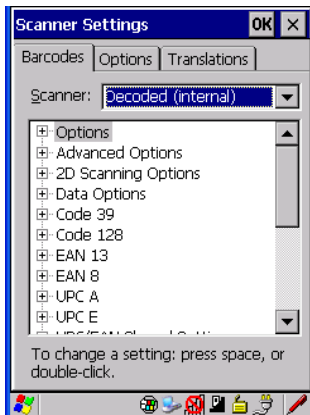 Scanner Settings OK ×
Barcodes Options Translations
Scanner: Decoded (internal)
Options
Advanced Options
2D Scanning Options
Data Options
Code 39
Code 128
EAN 13
EAN 8
UPC A
UPC E
To change a setting: press space, or
double-click.